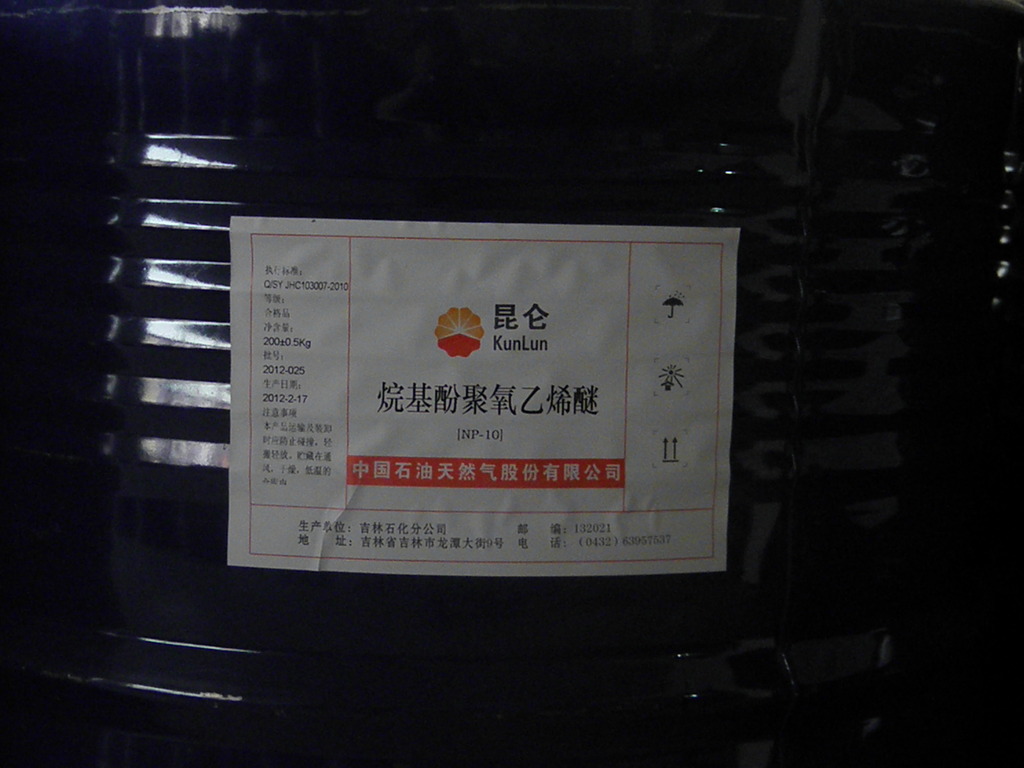 执行标准:
Q/SY JHC103007-2010
等级:
合格品
净含量:
200±0.5Kg
批号:
2012-025
生产日期:
2012-2-17
注意事项
本产品运输及装卸
时应防止碰撞，轻
搬轻放，贮藏在通
风、干燥、低温的
昆仑
KunLun
烷基酚聚氧乙烯醚
[NP-10]
中国石油天然气股份有限公司
生产单位: 吉林石化分公司 邮 编: 132021
地 址: 吉林省吉林市龙潭大街9号 电 话: (0432) 63957537